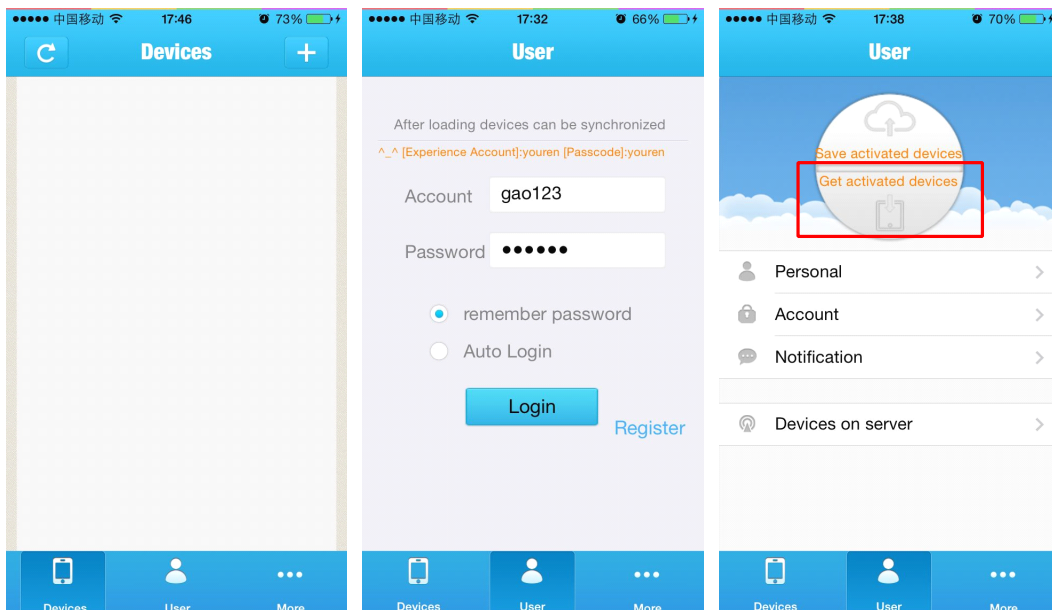 中国移动 17:46 73%
Devices
Devices User More
中国移动 17:32 66%
User
After loading devices can be synchronized
^_^ [Experience Account]:youren [Passcode]:youren
Account gao123
Password ●●●●●●
remember password
Auto Login
Login
Register
Devices User More
中国移动 17:38 70%
User
Save activated devices
Get activated devices
Personal
Account
Notification
Devices on server
Devices User More